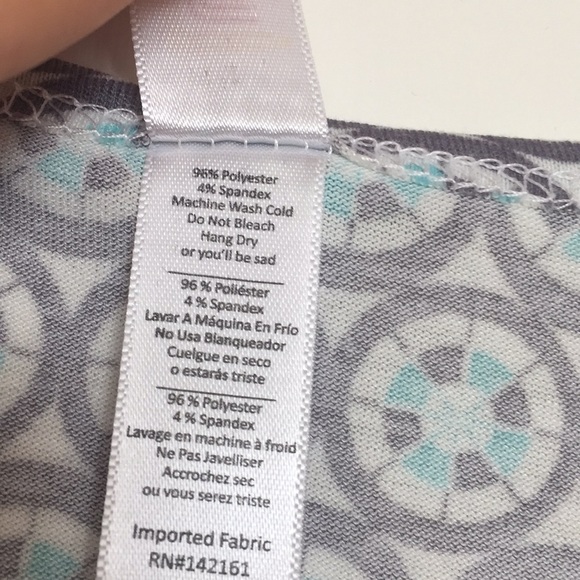 96% Polyester
4% Spandex
Machine Wash Cold
Do Not Bleach
Hang Dry
or you'll be sad
96 % Poliéster
4 % Spandex
Lavar A Máquina En Frío
No Usa Blanqueador
Cuelgue en seco
o estarás triste
96 % Polyester
4 % Spandex
Lavage en machine à froid
Ne Pas Javelliser
Accrochez sec
ou vous serez triste
Imported Fabric
RN#142161